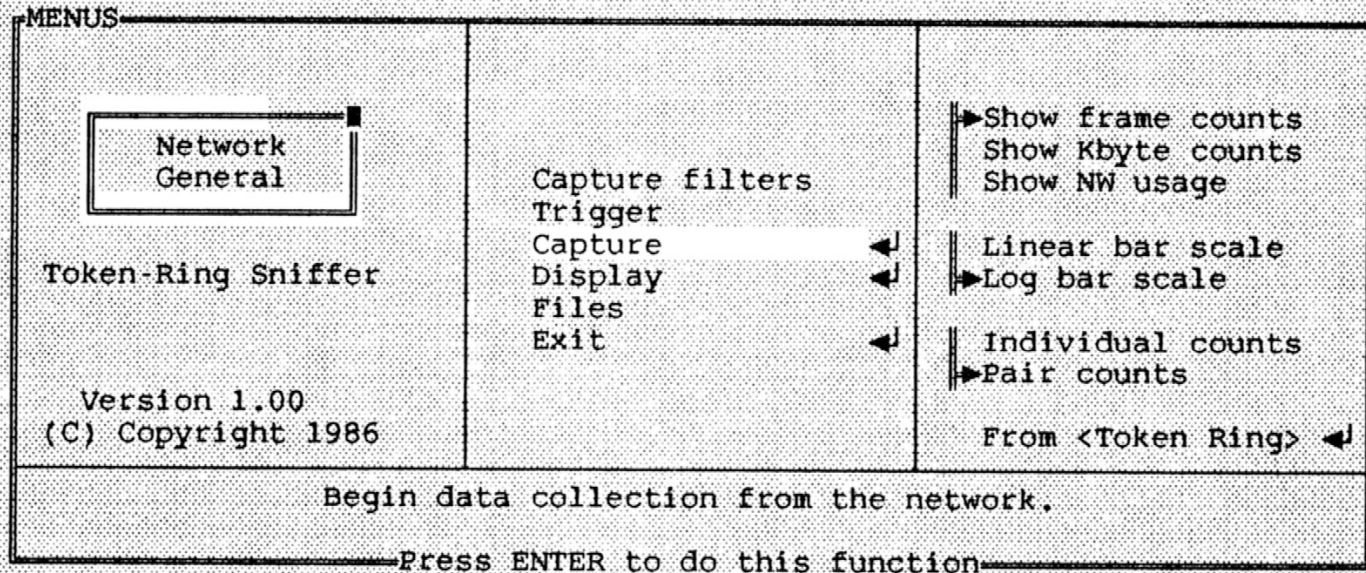 MENUS
Network
General
Token-Ring Sniffer
Version 1.00
(C) Copyright 1986
Capture filters
Trigger
Capture
Display
Files
Exit
Show frame counts
Show Kbyte counts
Show NW usage
Linear bar scale
Log bar scale
Individual counts
Pair counts
From <Token Ring>
Begin data collection from the network.
Press ENTER to do this function